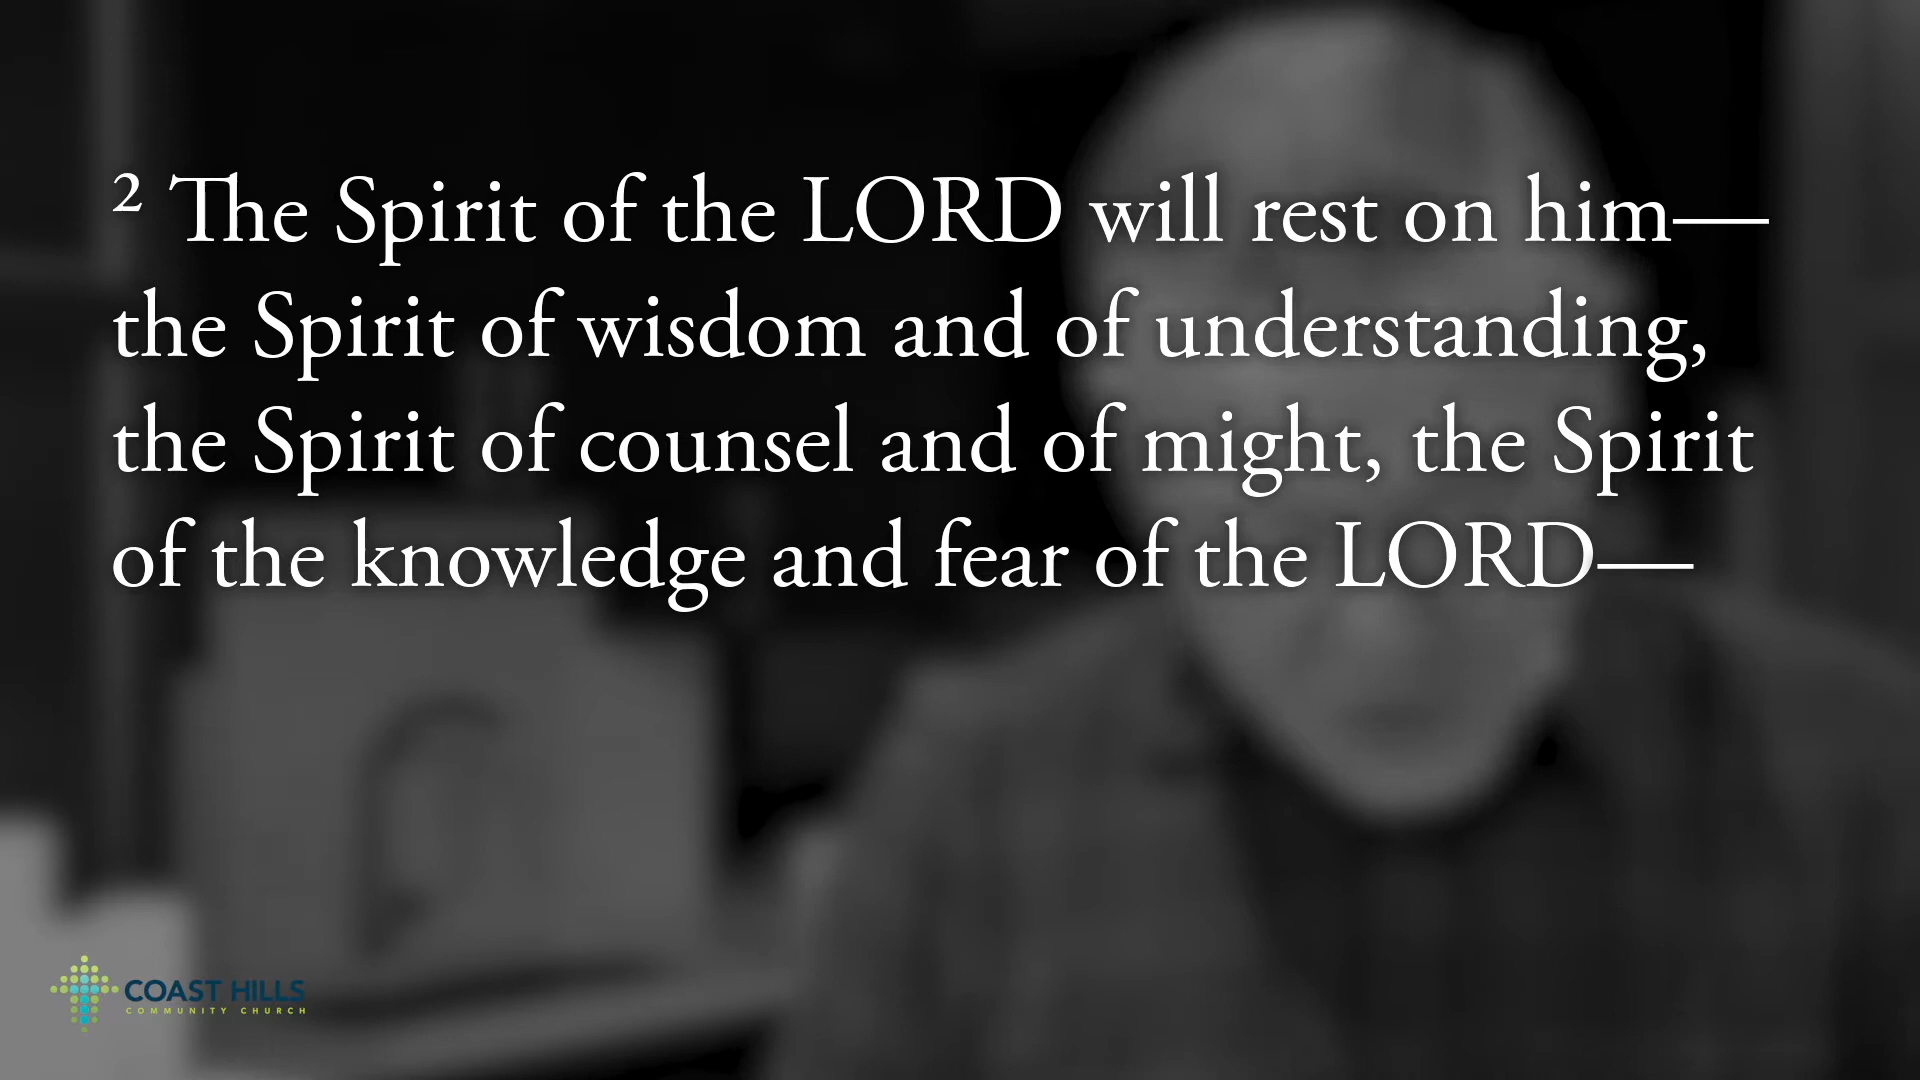 ² The Spirit of the LORD will rest on him—
the Spirit of wisdom and of understanding,
the Spirit of counsel and of might, the Spirit
of the knowledge and fear of the LORD—
COAST HILLS
COMMUNITY CHURCH